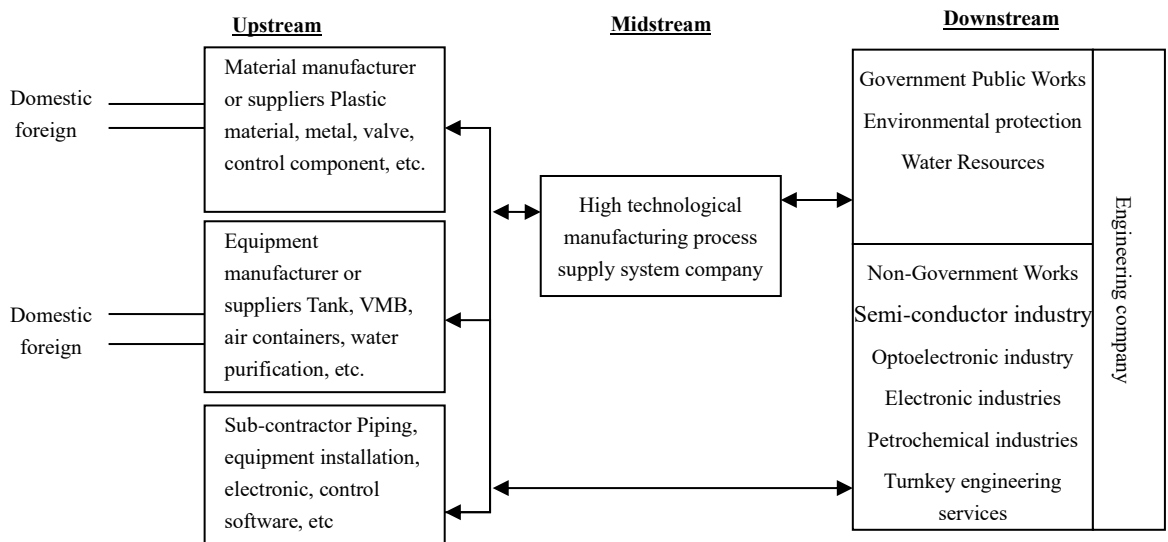 Upstream
Midstream
Downstream
Domestic
foreign
Material manufacturer
or suppliers Plastic
material, metal, valve,
control component, etc.
Equipment
manufacturer or
suppliers Tank, VMB,
air containers, water
purification, etc.
Domestic
foreign
Sub-contractor Piping,
equipment installation,
electronic, control
software, etc
High technological
manufacturing process
supply system company
Government Public Works
Environmental protection
Water Resources
Non-Government Works
Semi-conductor industry
Optoelectronic industry
Electronic industries
Petrochemical industries
Turnkey engineering
services
Engineering company